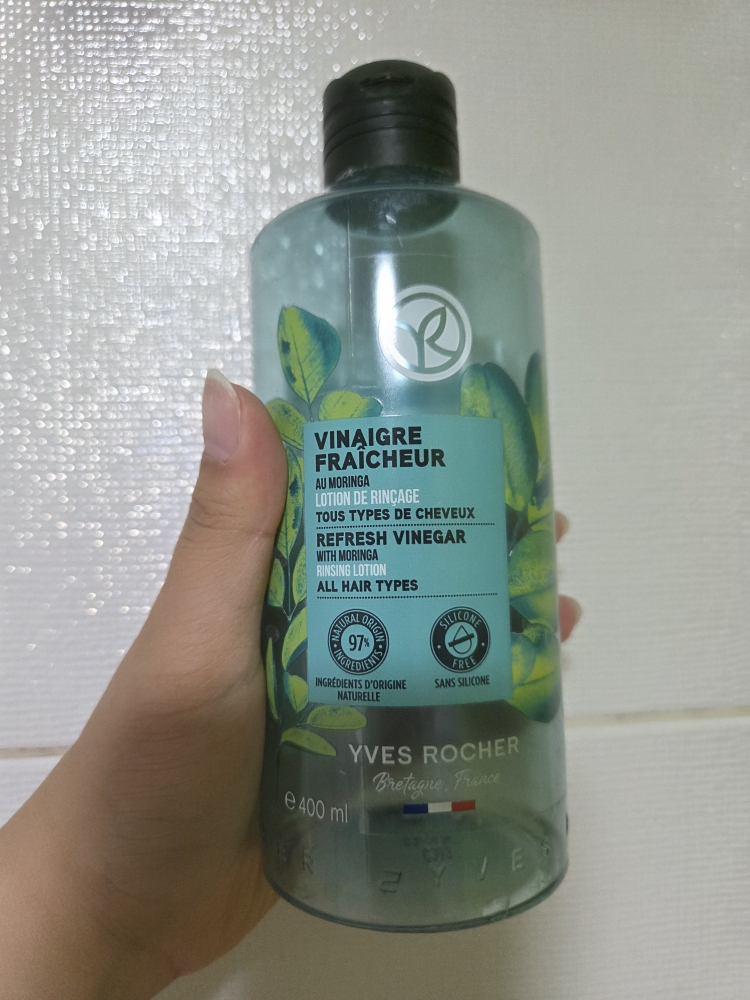 VINAIGRE
FRAÎCHEUR
AU MORINGA
LOTION DE RINÇAGE
TOUS TYPES DE CHEVEUX
REFRESH VINEGAR
WITH MORINGA
RINSING LOTION
ALL HAIR TYPES
NATURAL ORIGIN
97%
INGREDIENTS
INGRÉDIENTS D'ORIGINE
NATURELLE
SILICONE
FREE
SANS SILICONE
YVES ROCHER
Bretagne, France
℮ 400 ml